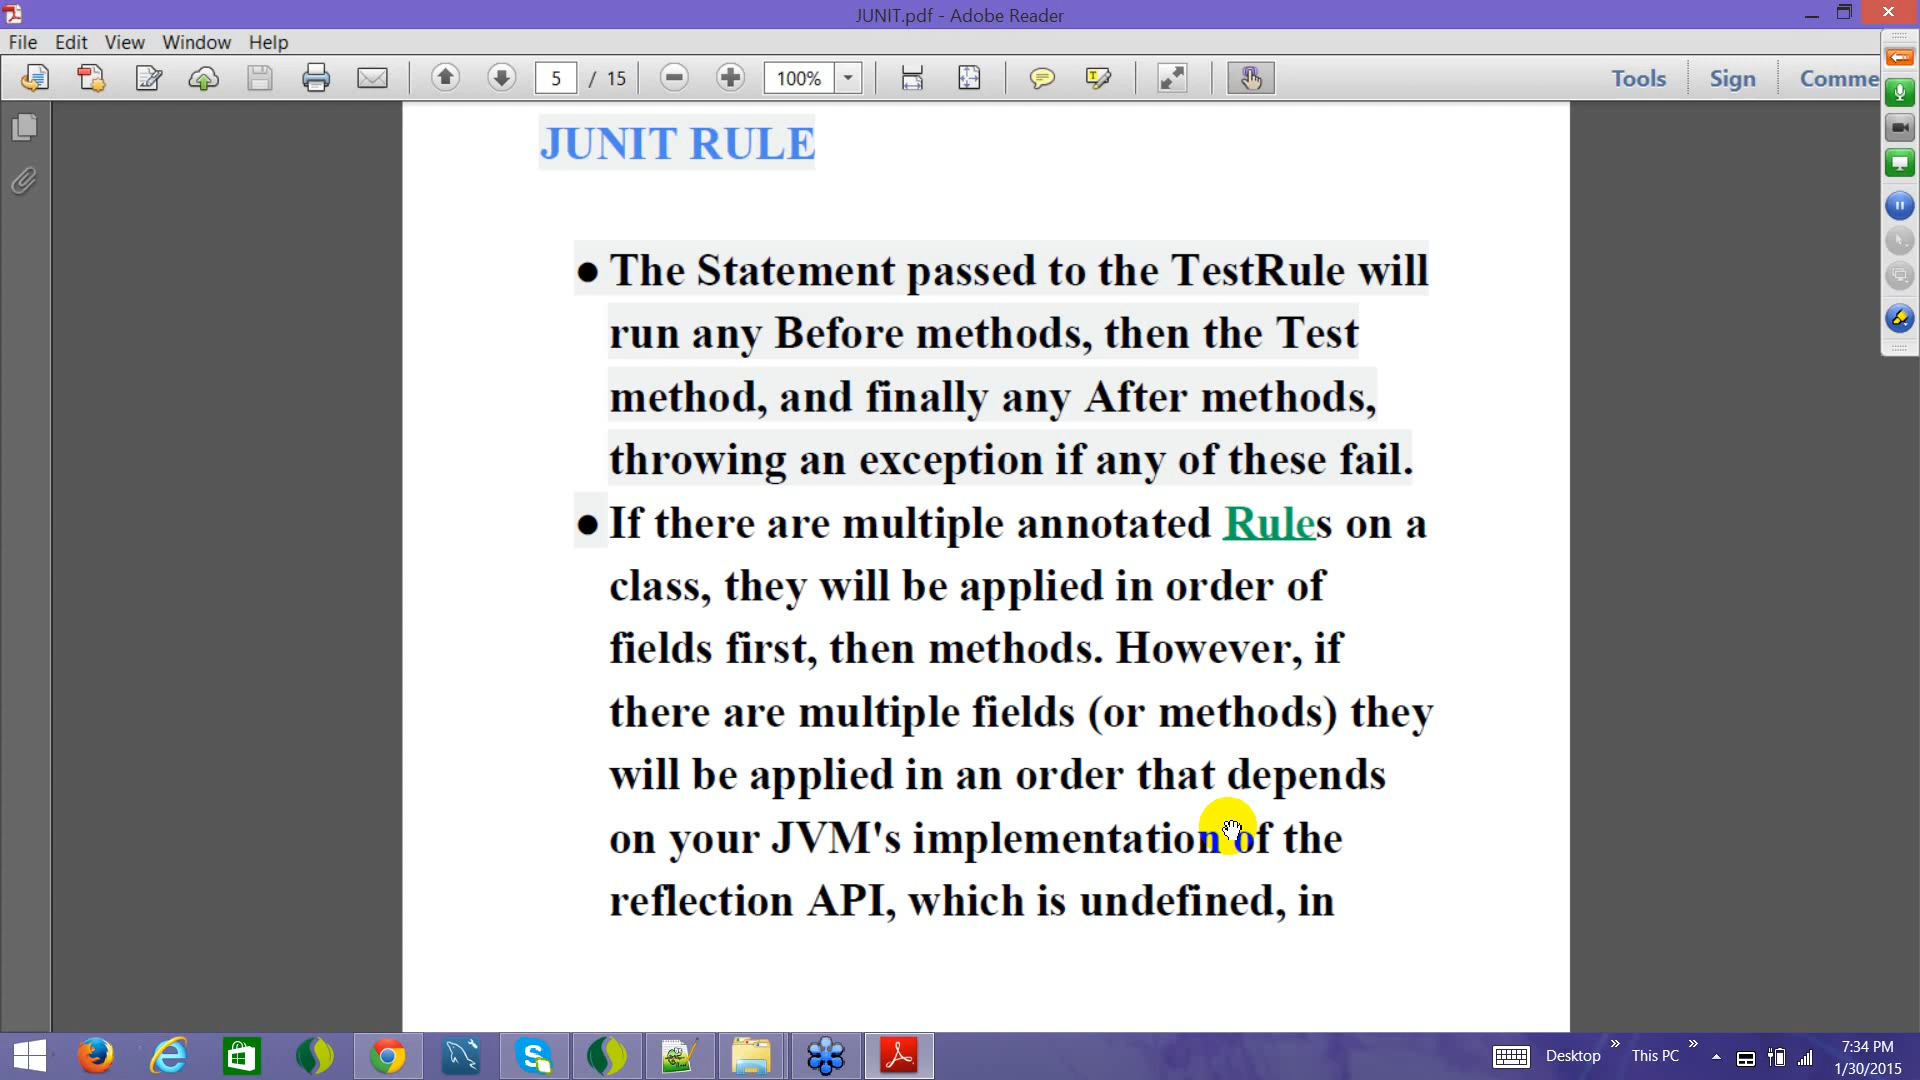 JUNIT.pdf - Adobe Reader
File Edit View Window Help
5 / 15 100% Tools Sign Comme
JUNIT RULE
● The Statement passed to the TestRule will
run any Before methods, then the Test
method, and finally any After methods,
throwing an exception if any of these fail.
● If there are multiple annotated Rules on a
class, they will be applied in order of
fields first, then methods. However, if
there are multiple fields (or methods) they
will be applied in an order that depends
on your JVM's implementation of the
reflection API, which is undefined, in
Desktop » This PC »
7:34 PM
1/30/2015